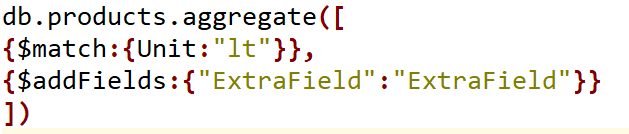 db.products.aggregate([
{$match:{Unit:"lt"}},
{$addFields:{"ExtraField":"ExtraField"}}
])